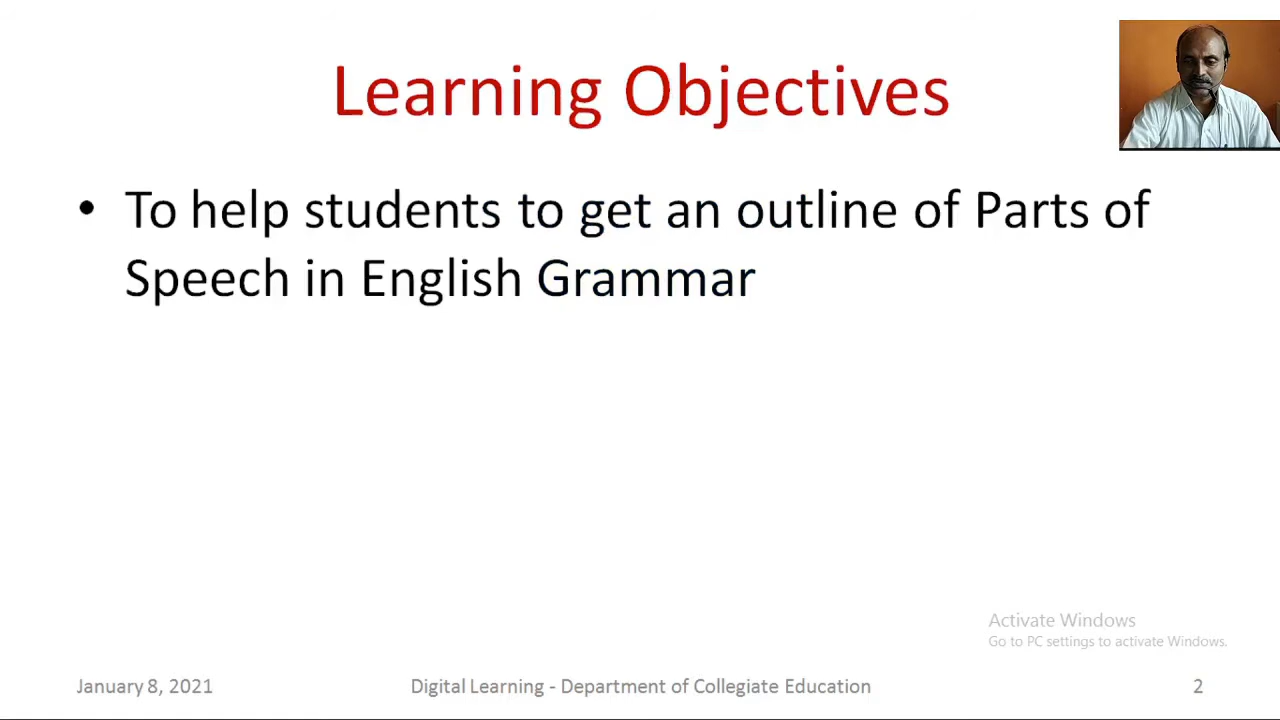 Learning Objectives
• To help students to get an outline of Parts of
Speech in English Grammar
Activate Windows
Go to PC settings to activate Windows.
January 8, 2021
Digital Learning - Department of Collegiate Education
2